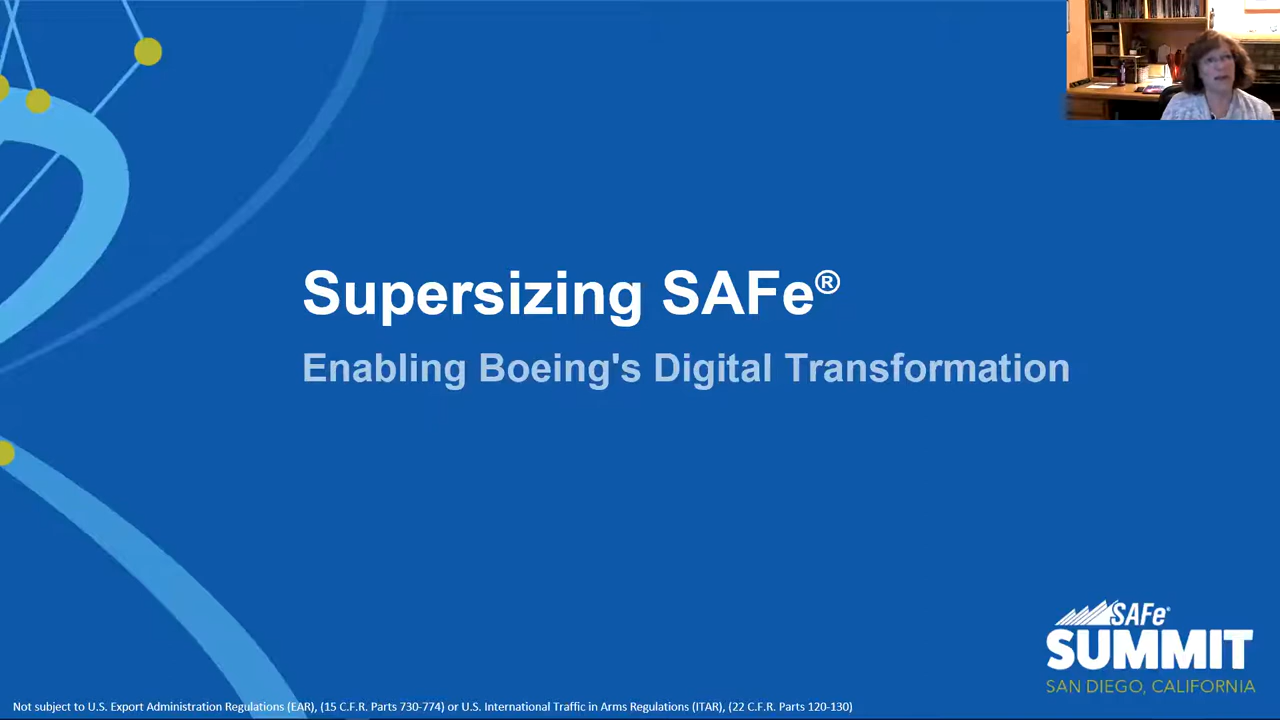 Supersizing SAFe®
Enabling Boeing's Digital Transformation
SAFe®
SUMMIT
SAN DIEGO, CALIFORNIA
Not subject to U.S. Export Administration Regulations (EAR), (15 C.F.R. Parts 730-774) or U.S. International Traffic in Arms Regulations (ITAR), (22 C.F.R. Parts 120-130)